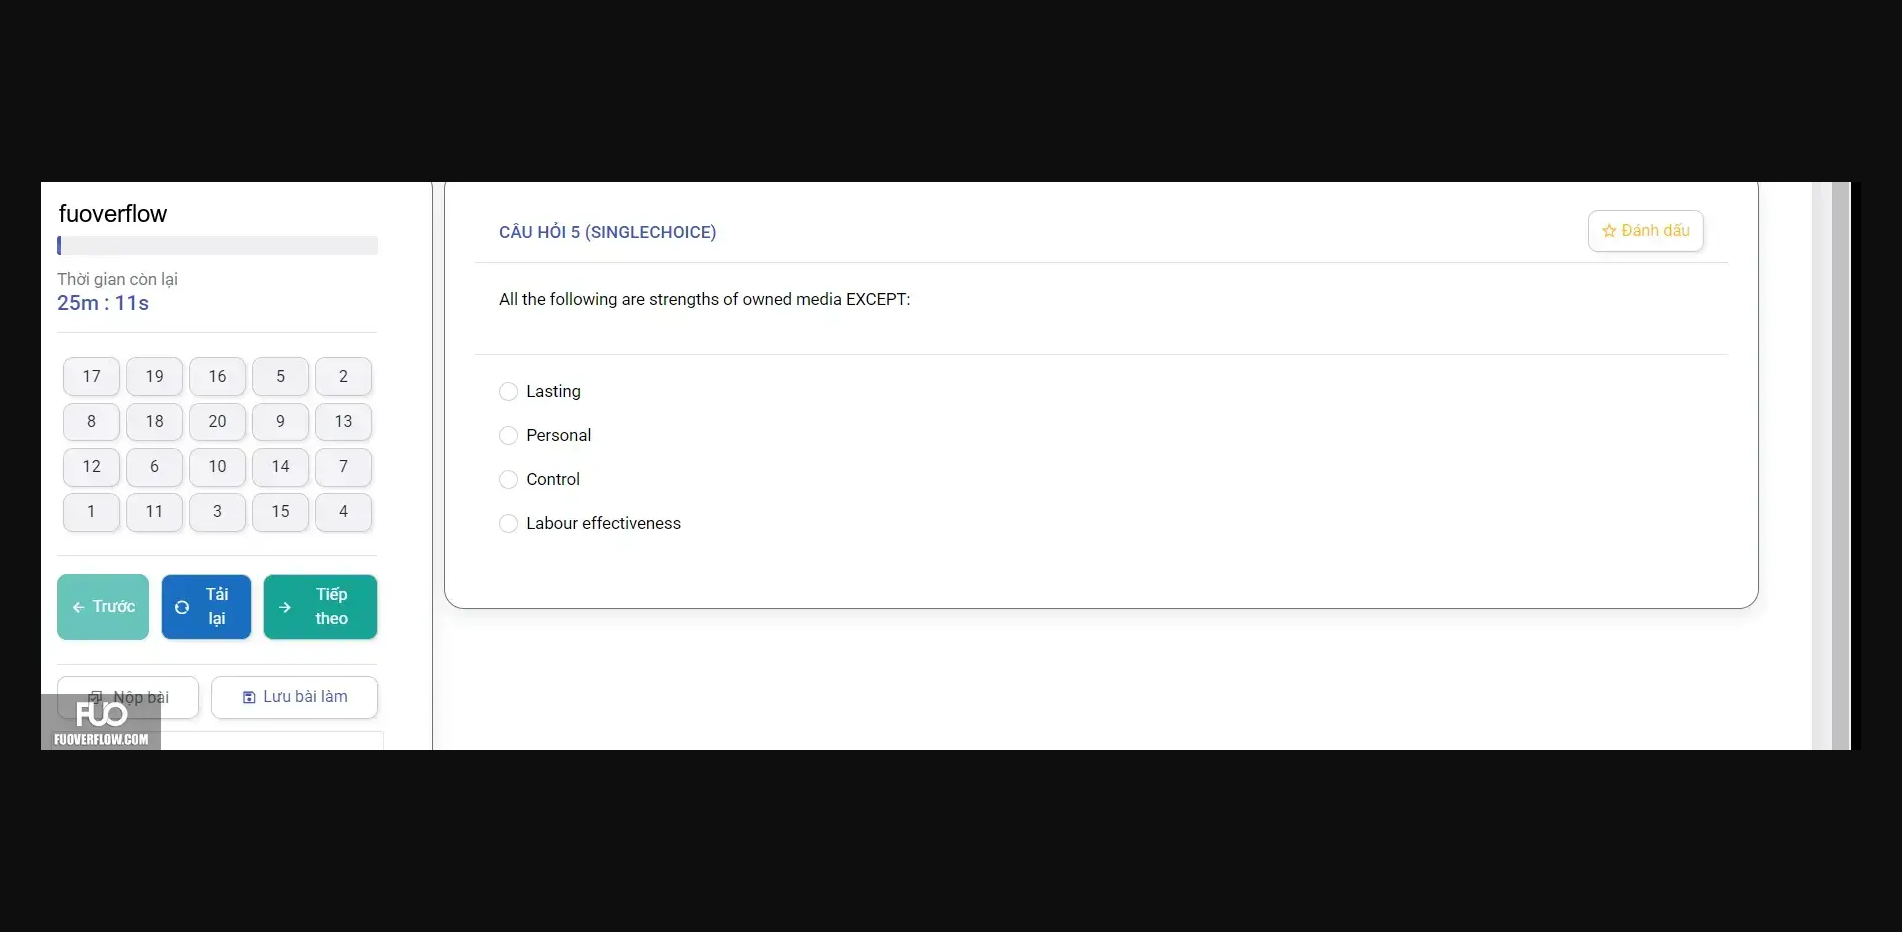 fuoverflow
Thời gian còn lại
25m : 11s
17 19 16 5 2
8 18 20 9 13
12 6 10 14 7
1 11 3 15 4
Trước
Tải
lại
Tiếp
theo
Nộp bài
Lưu bài làm
FUO
FUOVERFLOW.COM
CÂU HỎI 5 (SINGLECHOICE)
Đánh dấu
All the following are strengths of owned media EXCEPT:
Lasting
Personal
Control
Labour effectiveness